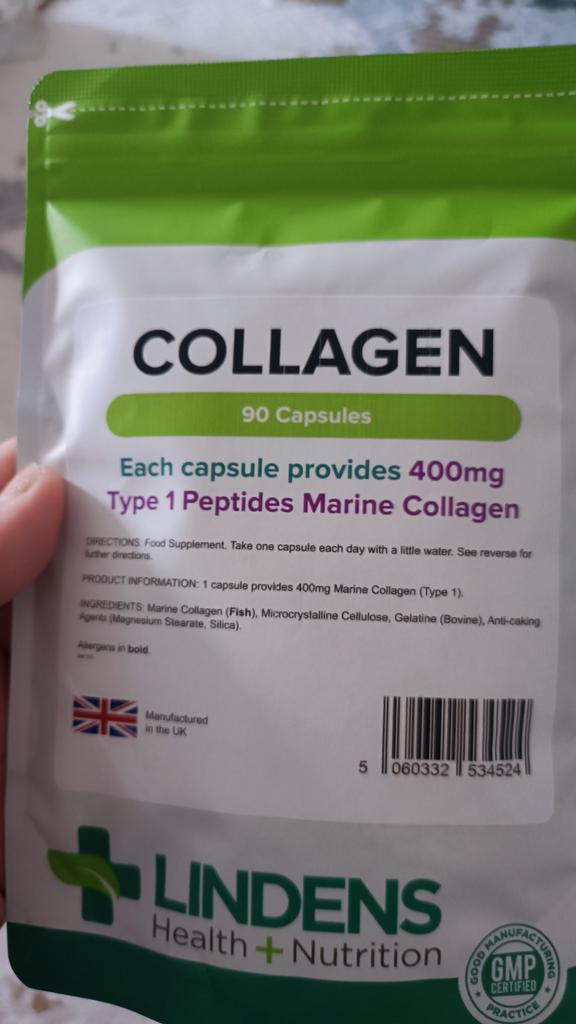 COLLAGEN
90 Capsules
Each capsule provides 400mg
Type 1 Peptides Marine Collagen
DIRECTIONS: Food Supplement. Take one capsule each day with a little water. See reverse for
further directions.
PRODUCT INFORMATION: 1 capsule provides 400mg Marine Collagen (Type 1).
INGREDIENTS: Marine Collagen (Fish), Microcrystalline Cellulose, Gelatine (Bovine), Anti-caking
Agents (Magnesium Stearate, Silica).
Allergens in bold.
Manufactured
in the UK
5 060332 534524
LINDENS
Health + Nutrition
GOOD MANUFACTURING
GMP
CERTIFIED
PRACTICE